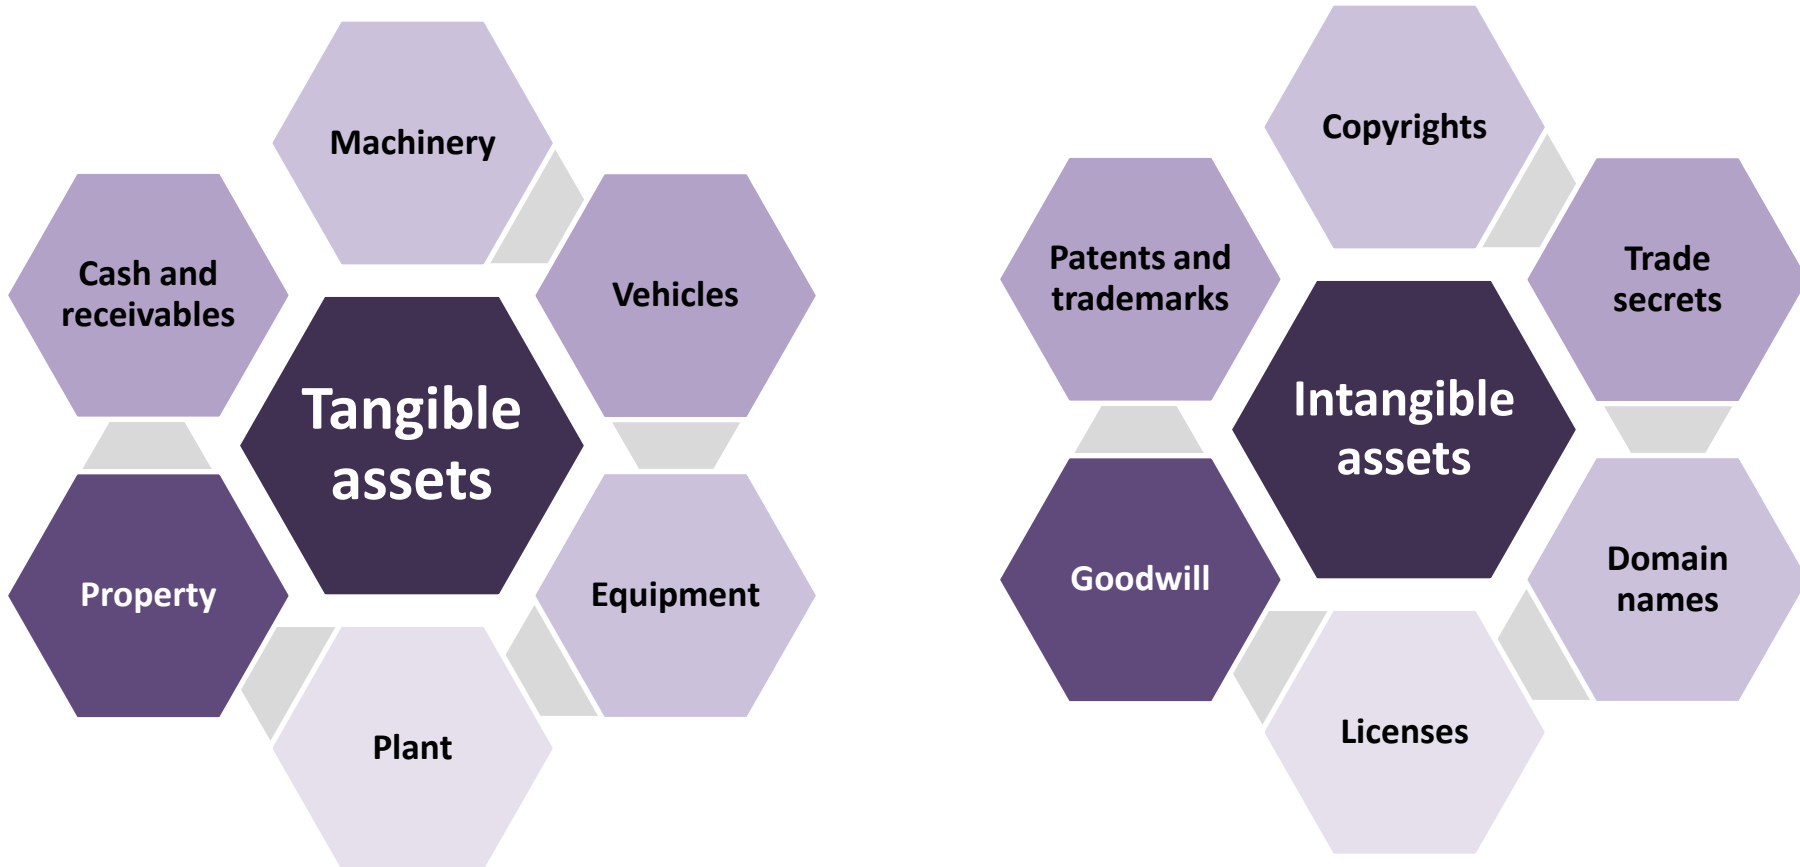 Machinery
Cash and
receivables
Vehicles
Tangible
assets
Property
Equipment
Plant
Copyrights
Patents and
trademarks
Trade
secrets
Intangible
assets
Goodwill
Domain
names
Licenses